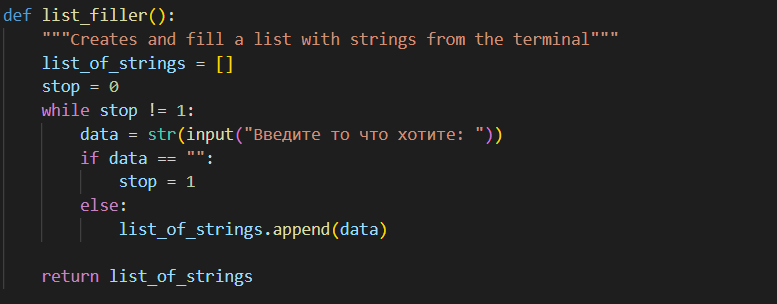 def list_filler():
    """Creates and fill a list with strings from the terminal"""
    list_of_strings = []
    stop = 0
    while stop != 1:
        data = str(input("Введите то что хотите: "))
        if data == "":
            stop = 1
        else:
            list_of_strings.append(data)
    return list_of_strings